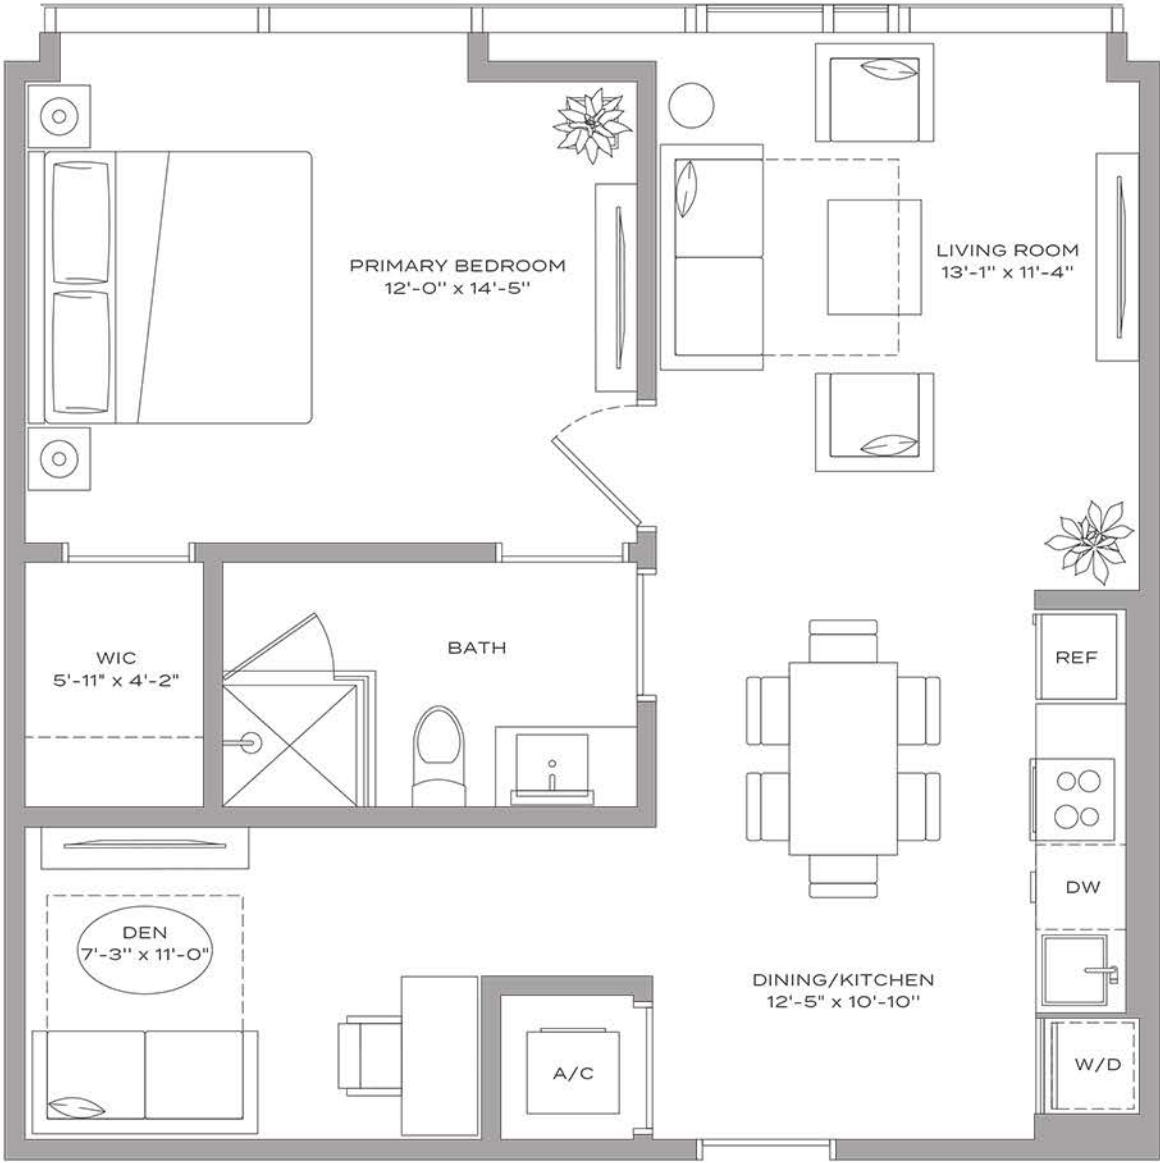 PRIMARY BEDROOM
12'-0" x 14'-5"
LIVING ROOM
13'-1" x 11'-4"
WIC
5'-11" x 4'-2"
BATH
REF
DW
DEN
7'-3" x 11'-0"
DINING/KITCHEN
12'-5" x 10'-10"
A/C
W/D